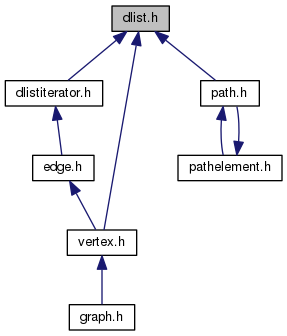 dlist.h
dlistiterator.h
path.h
edge.h
pathelement.h
vertex.h
graph.h